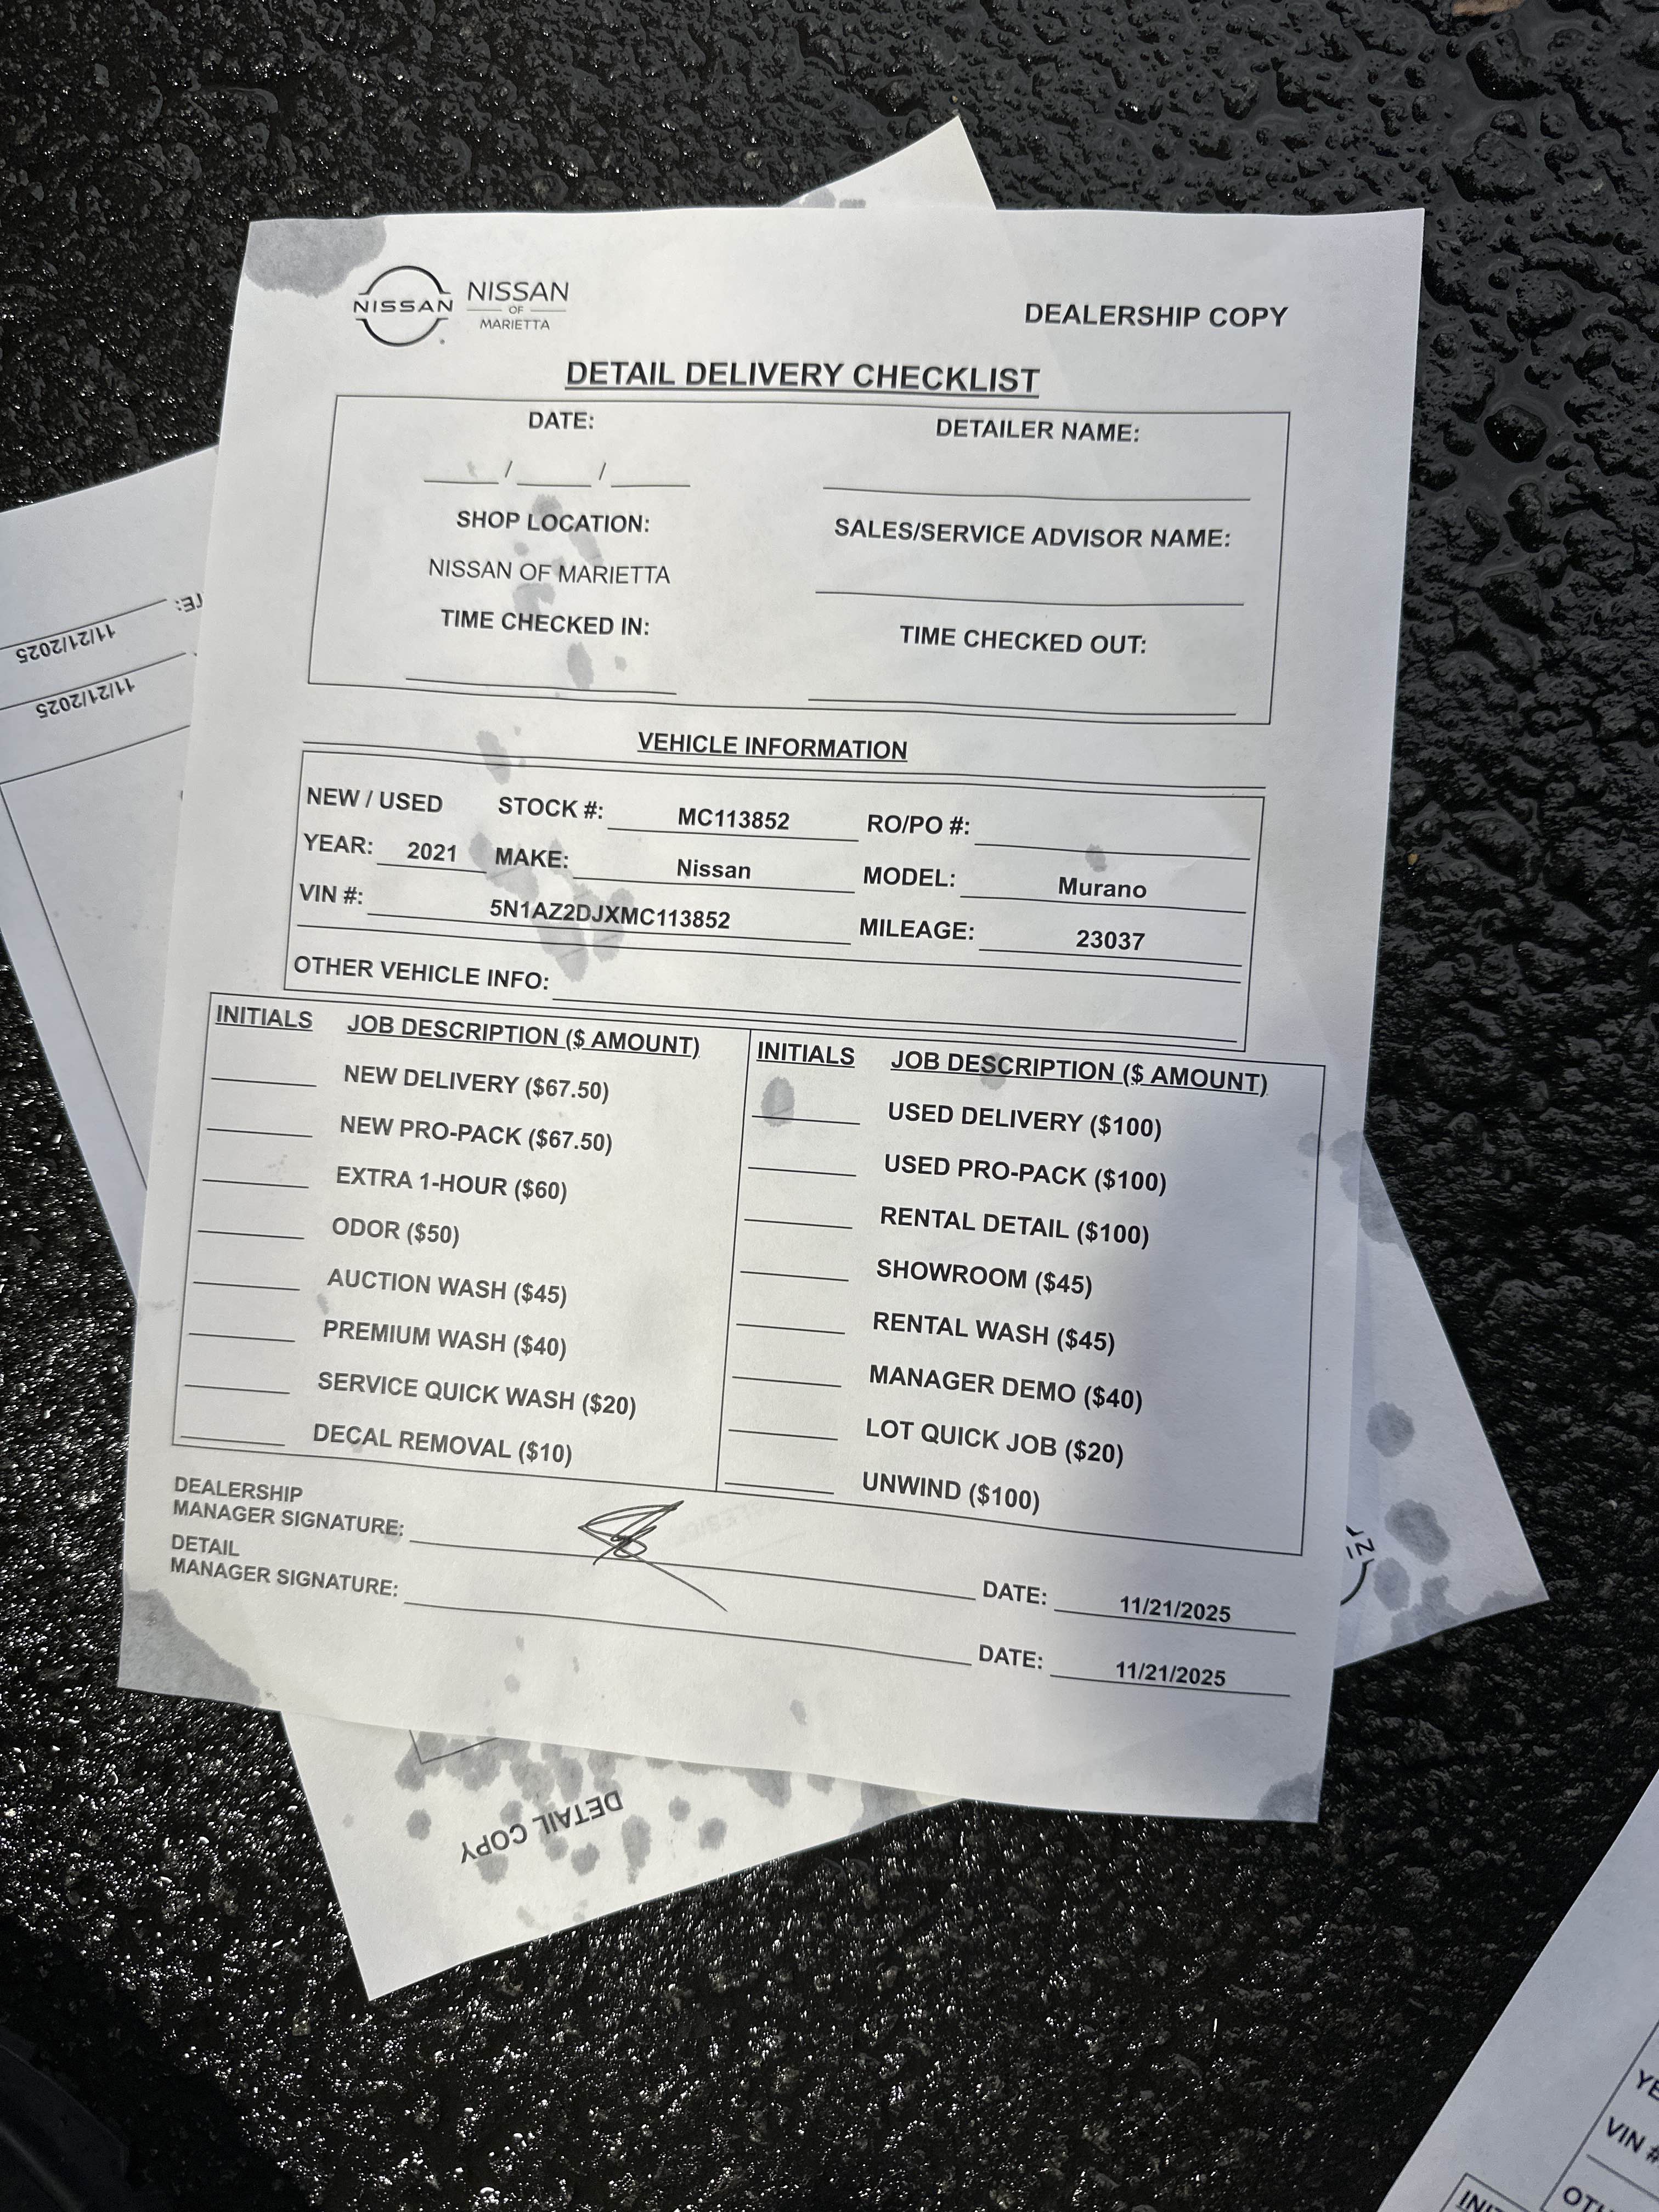 NISSAN
NISSAN
OF
MARIETTA
DEALERSHIP COPY
DETAIL DELIVERY CHECKLIST
DATE:
/ /
DETAILER NAME:
SHOP LOCATION:
NISSAN OF MARIETTA
SALES/SERVICE ADVISOR NAME:
TIME CHECKED IN:
TIME CHECKED OUT:
VEHICLE INFORMATION
NEW / USED STOCK #: MC113852 RO/PO #:
YEAR: 2021 MAKE: Nissan MODEL: Murano
VIN #: 5N1AZ2DJXMC113852 MILEAGE: 23037
OTHER VEHICLE INFO:
INITIALS JOB DESCRIPTION ($ AMOUNT)
NEW DELIVERY ($67.50)
NEW PRO-PACK ($67.50)
EXTRA 1-HOUR ($60)
ODOR ($50)
AUCTION WASH ($45)
PREMIUM WASH ($40)
SERVICE QUICK WASH ($20)
DECAL REMOVAL ($10)
INITIALS JOB DESCRIPTION ($ AMOUNT)
USED DELIVERY ($100)
USED PRO-PACK ($100)
RENTAL DETAIL ($100)
SHOWROOM ($45)
RENTAL WASH ($45)
MANAGER DEMO ($40)
LOT QUICK JOB ($20)
UNWIND ($100)
DEALERSHIP
MANAGER SIGNATURE: DATE: 11/21/2025
DETAIL
MANAGER SIGNATURE: DATE: 11/21/2025
11/21/2025
11/21/2025
DETAIL COPY
VIN #